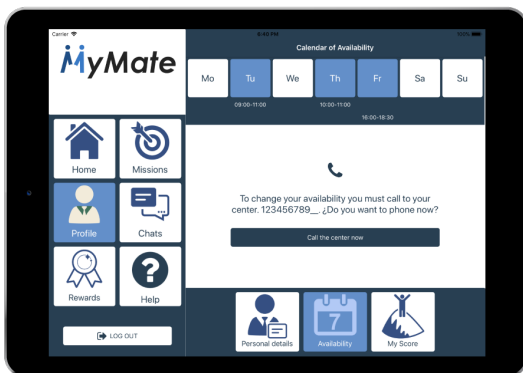 Carrier
8:40 PM
100%
MyMate
Calendar of Availability
Mo
Tu
We
Th
Fr
Sa
Su
09:00-11:00
10:00-11:00
16:00-18:30
Home
Missions
To change your availability you must call to your
center. 123456789__. ¿Do you want to phone now?
Profile
Chats
Call the center now
Rewards
?
Help
LOG OUT
7
Personal details
Availability
My Score